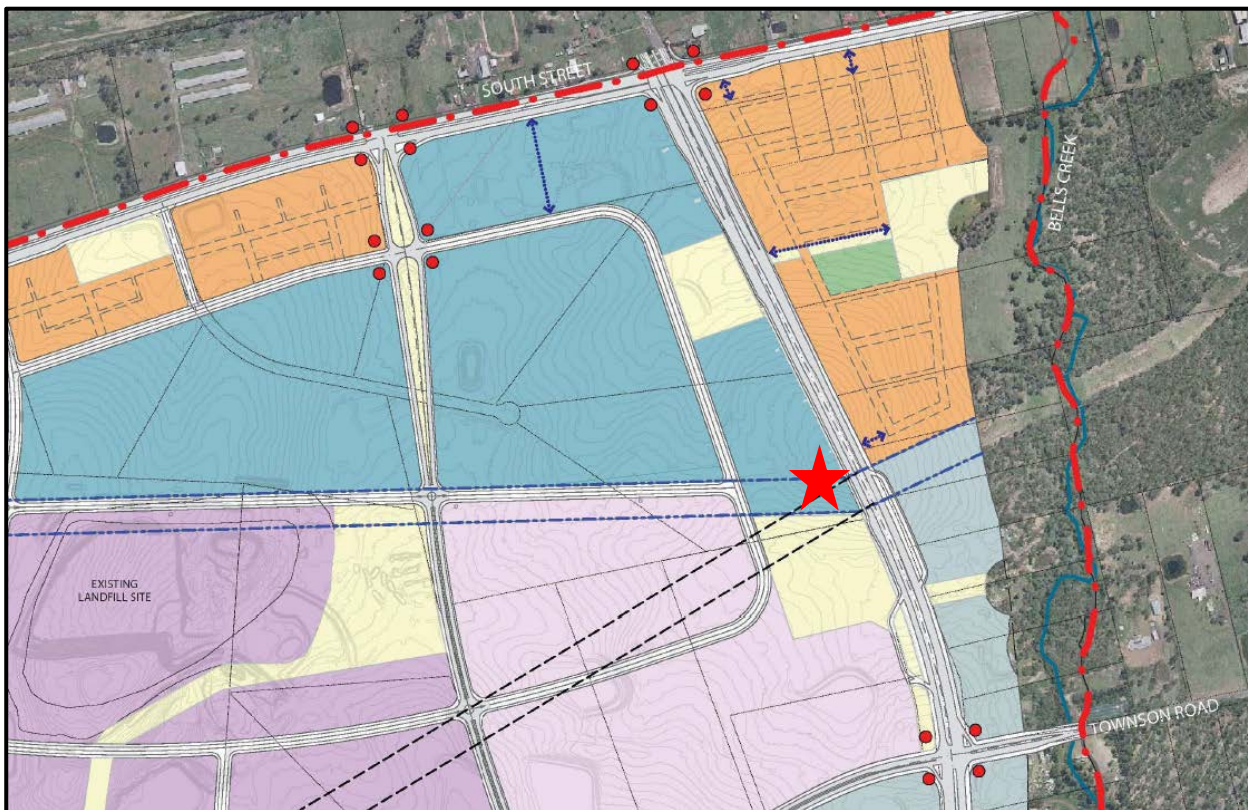 SOUTH STREET
BELLS CREEK
EXISTING
LANDFILL SITE
TOWNSON ROAD